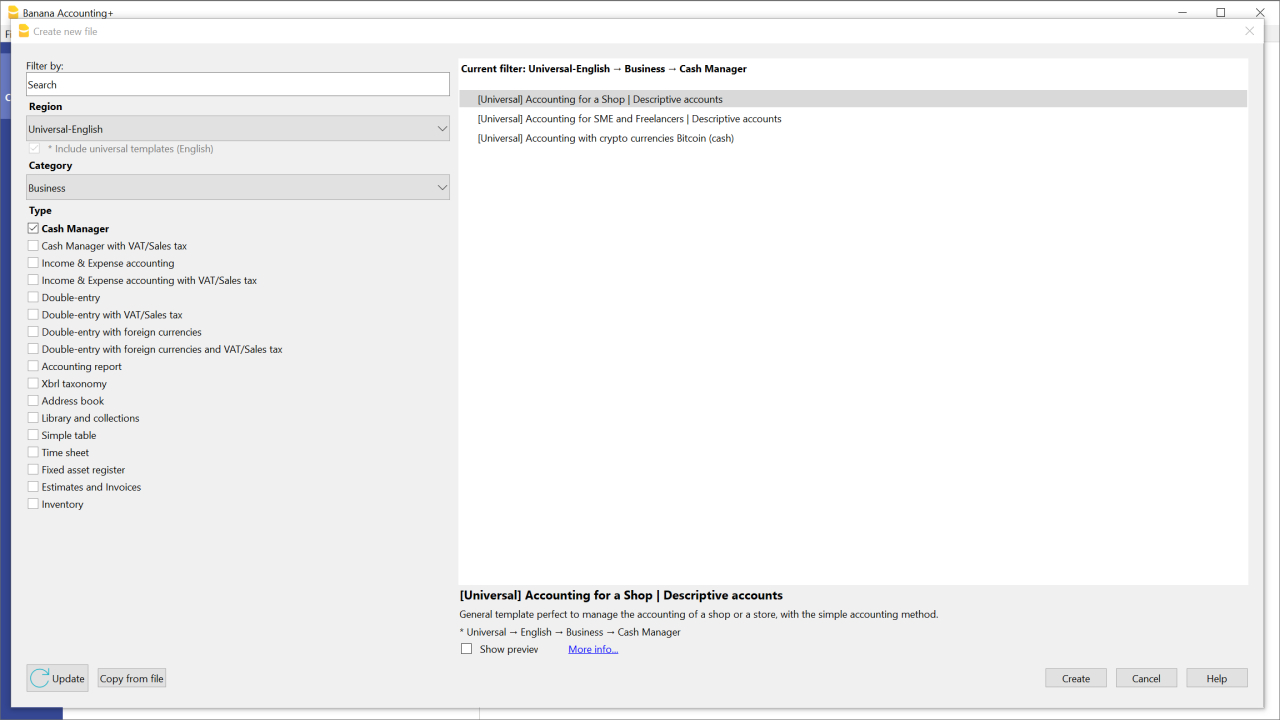 Banana Accounting+
Create new file
Filter by:
Search
Region
Universal-English
* Include universal templates (English)
Category
Business
Type
Cash Manager
Cash Manager with VAT/Sales tax
Income & Expense accounting
Income & Expense accounting with VAT/Sales tax
Double-entry
Double-entry with VAT/Sales tax
Double-entry with foreign currencies
Double-entry with foreign currencies and VAT/Sales tax
Accounting report
Xbrl taxonomy
Address book
Library and collections
Simple table
Time sheet
Fixed asset register
Estimates and Invoices
Inventory
Update
Copy from file
Current filter: Universal-English → Business → Cash Manager
[Universal] Accounting for a Shop | Descriptive accounts
[Universal] Accounting for SME and Freelancers | Descriptive accounts
[Universal] Accounting with crypto currencies Bitcoin (cash)
[Universal] Accounting for a Shop | Descriptive accounts
General template perfect to manage the accounting of a shop or a store, with the simple accounting method.
* Universal → English → Business → Cash Manager
Show preview
More info...
Create
Cancel
Help